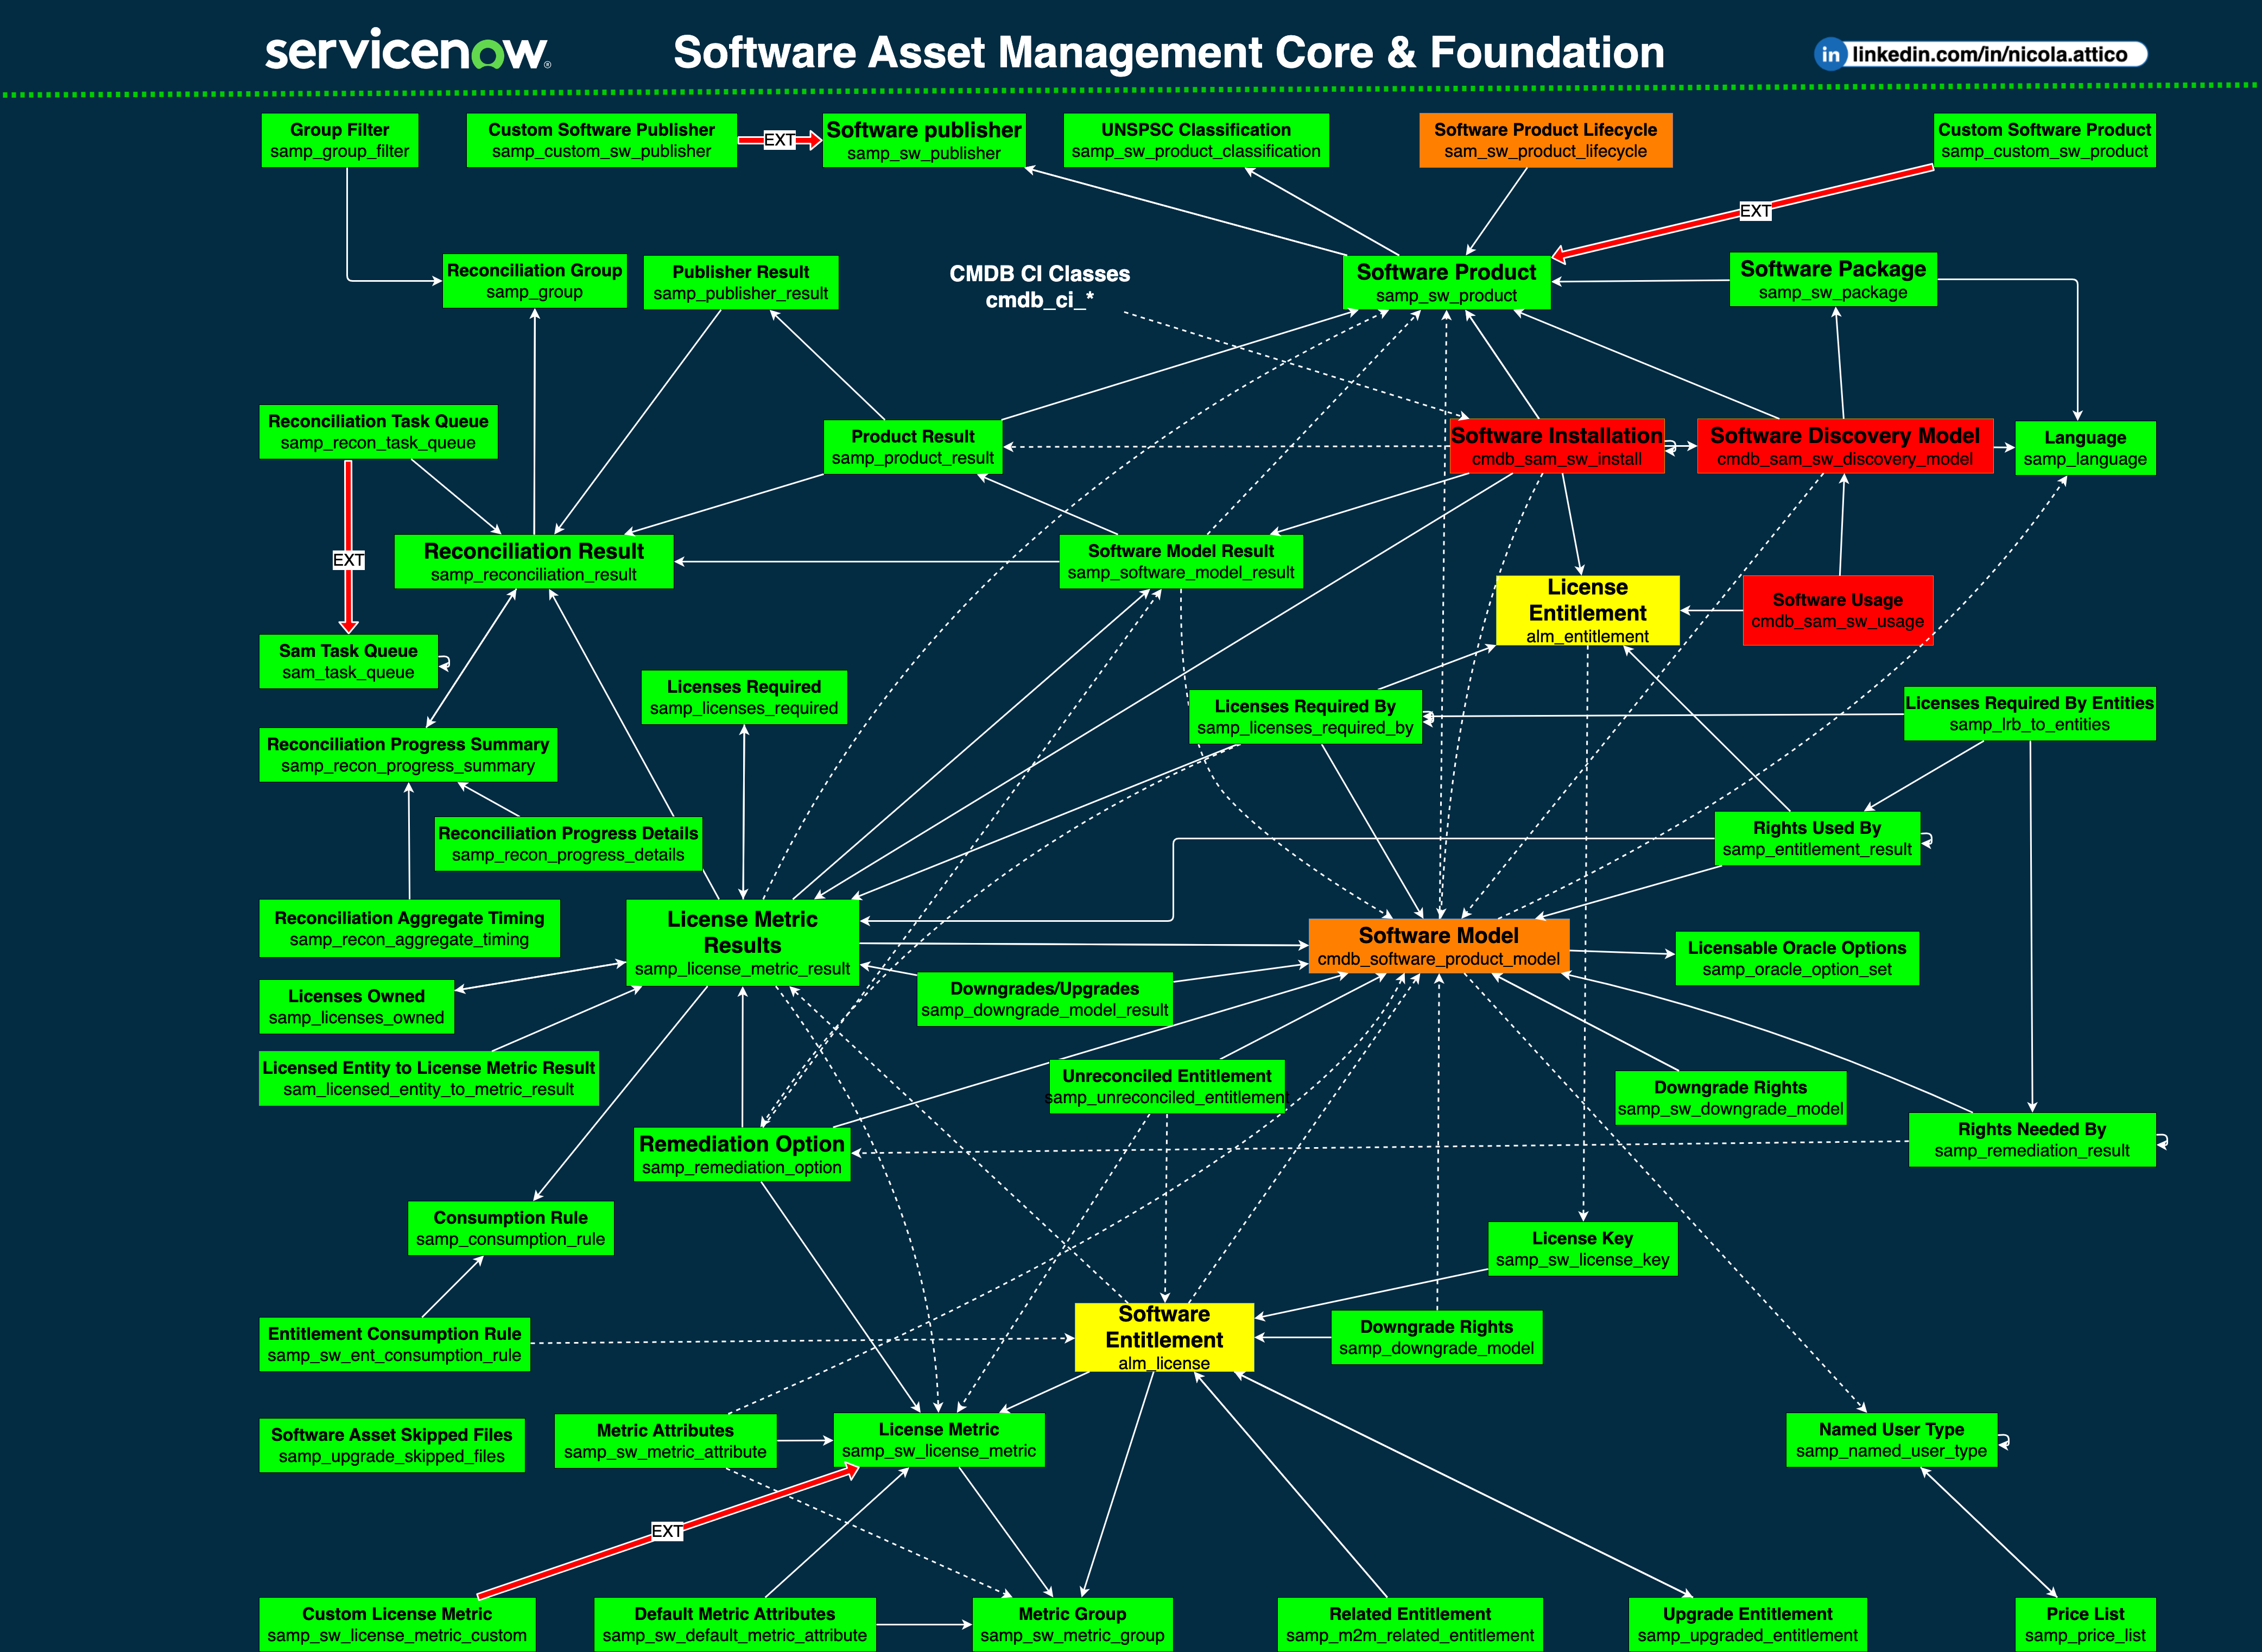 servicenow®
Software Asset Management Core & Foundation
in linkedin.com/in/nicola.attico
Group Filter
samp_group_filter
Custom Software Publisher
samp_custom_sw_publisher
EXT
Software publisher
samp_sw_publisher
UNSPSC Classification
samp_sw_product_classification
Software Product Lifecycle
sam_sw_product_lifecycle
Custom Software Product
samp_custom_sw_product
EXT
Reconciliation Group
samp_group
Publisher Result
samp_publisher_result
CMDB CI Classes
cmdb_ci_*
Software Product
samp_sw_product
Software Package
samp_sw_package
Reconciliation Task Queue
samp_recon_task_queue
Product Result
samp_product_result
Software Installation
cmdb_sam_sw_install
Software Discovery Model
cmdb_sam_sw_discovery_model
Language
samp_language
EXT
Reconciliation Result
samp_reconciliation_result
Software Model Result
samp_software_model_result
License
Entitlement
alm_entitlement
Software Usage
cmdb_sam_sw_usage
Sam Task Queue
sam_task_queue
Licenses Required
samp_licenses_required
Licenses Required By
samp_licenses_required_by
Licenses Required By Entities
samp_lrb_to_entities
Reconciliation Progress Summary
samp_recon_progress_summary
Reconciliation Progress Details
samp_recon_progress_details
Rights Used By
samp_entitlement_result
Reconciliation Aggregate Timing
samp_recon_aggregate_timing
License Metric
Results
samp_license_metric_result
Software Model
cmdb_software_product_model
Licensable Oracle Options
samp_oracle_option_set
Licenses Owned
samp_licenses_owned
Downgrades/Upgrades
samp_downgrade_model_result
Licensed Entity to License Metric Result
sam_licensed_entity_to_metric_result
Unreconciled Entitlement
samp_unreconciled_entitlement
Downgrade Rights
samp_sw_downgrade_model
Remediation Option
samp_remediation_option
Rights Needed By
samp_remediation_result
Consumption Rule
samp_consumption_rule
License Key
samp_sw_license_key
Entitlement Consumption Rule
samp_sw_ent_consumption_rule
Software
Entitlement
alm_license
Downgrade Rights
samp_downgrade_model
Software Asset Skipped Files
samp_upgrade_skipped_files
Metric Attributes
samp_sw_metric_attribute
License Metric
samp_sw_license_metric
Named User Type
samp_named_user_type
EXT
Custom License Metric
samp_sw_license_metric_custom
Default Metric Attributes
samp_sw_default_metric_attribute
Metric Group
samp_sw_metric_group
Related Entitlement
samp_m2m_related_entitlement
Upgrade Entitlement
samp_upgraded_entitlement
Price List
samp_price_list